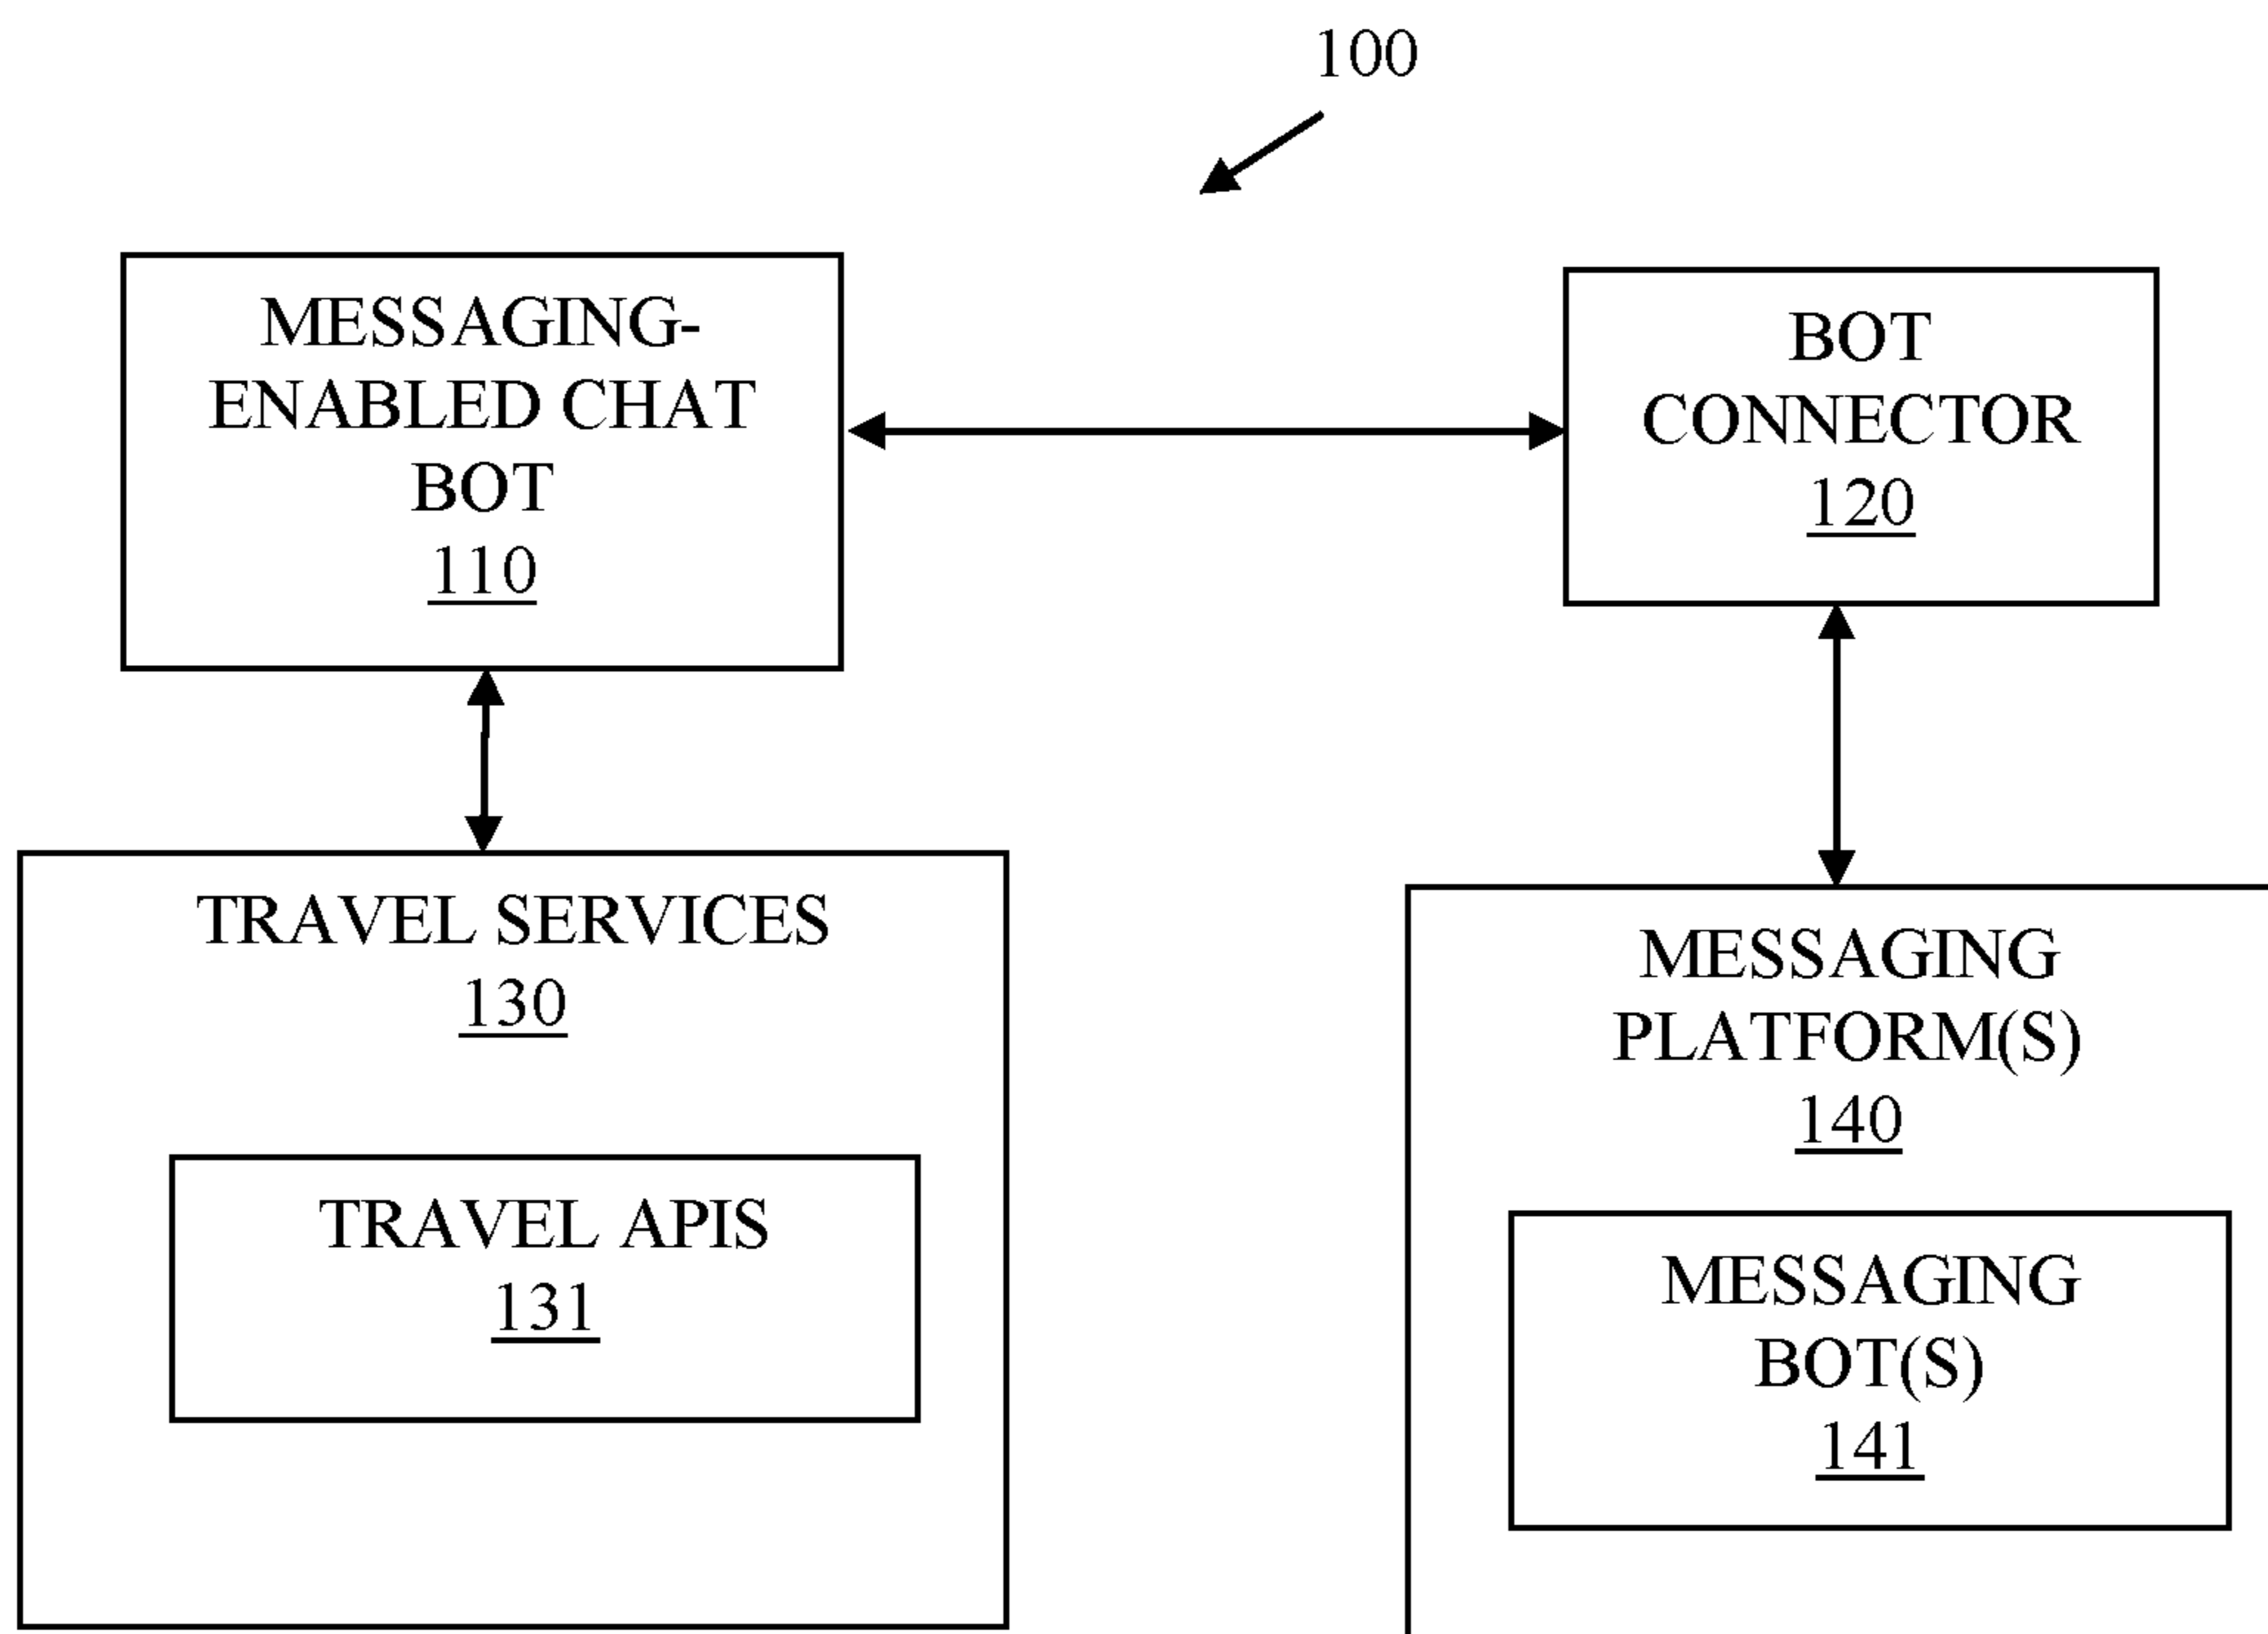 100
MESSAGING-
ENABLED CHAT
BOT
110
BOT
CONNECTOR
120
TRAVEL SERVICES
130
TRAVEL APIS
131
MESSAGING
PLATFORM(S)
140
MESSAGING
BOT(S)
141